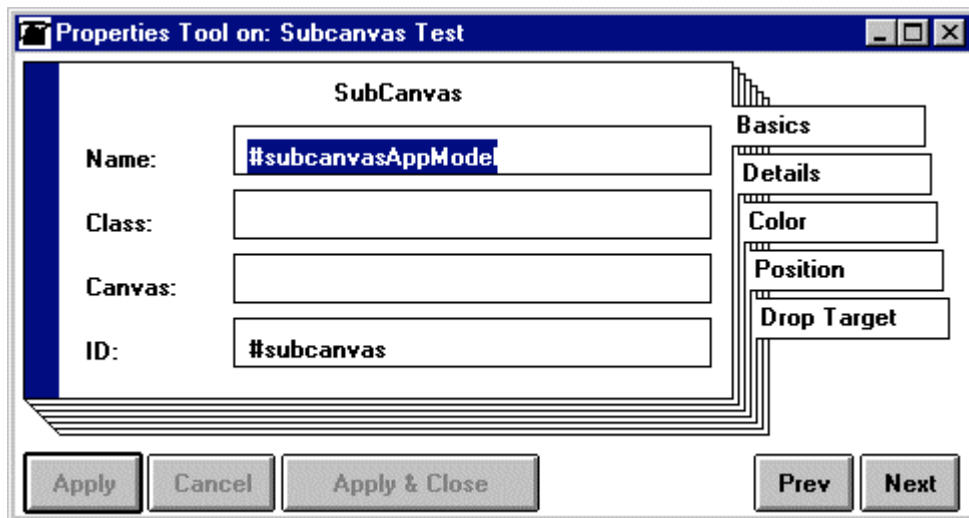 Properties Tool on: Subcanvas Test
SubCanvas
Name: #subcanvasAppModel
Class:
Canvas:
ID: #subcanvas
Basics
Details
Color
Position
Drop Target
Apply Cancel Apply & Close Prev Next